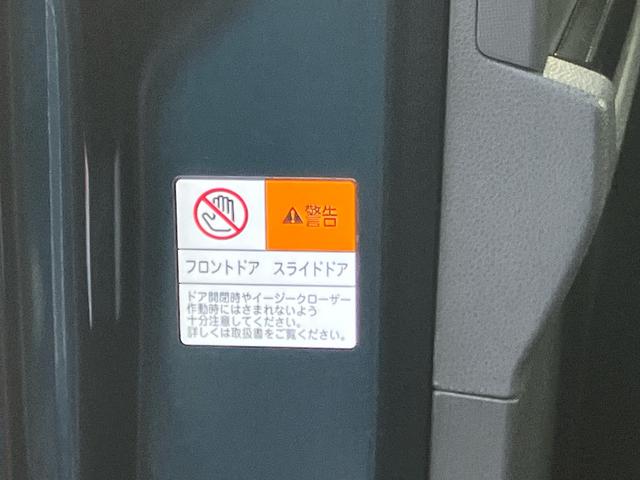 ⚠警告
フロントドア スライドドア
ドア開閉時やイージークローザー
作動時にはさまれないよう
十分注意してください。
詳しくは取扱書をご覧ください。